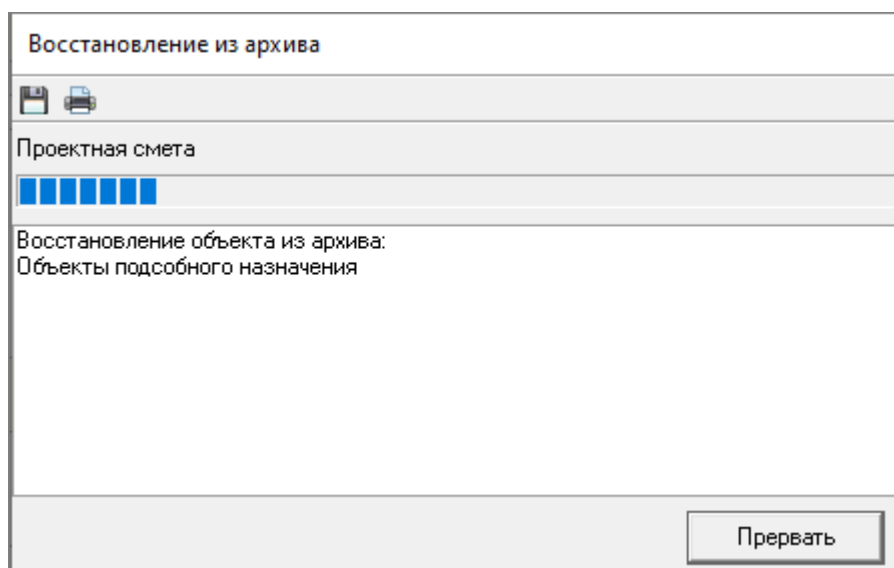 Восстановление из архива
Проектная смета
Восстановление объекта из архива:
Объекты подсобного назначения
Прервать